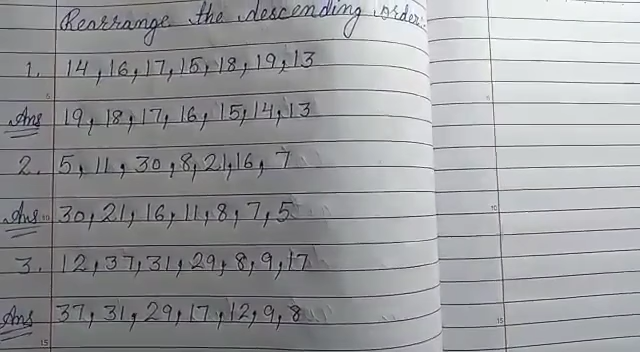 Rearrange the descending order:
1. 14, 16, 17, 15, 18, 19, 13
Ans 19, 18, 17, 16, 15, 14, 13
2. 5, 11, 30, 8, 21, 16, 7
Ans 30, 21, 16, 11, 8, 7, 5
3. 12, 37, 31, 29, 8, 9, 17
Ans 37, 31, 29, 17, 12, 9, 8